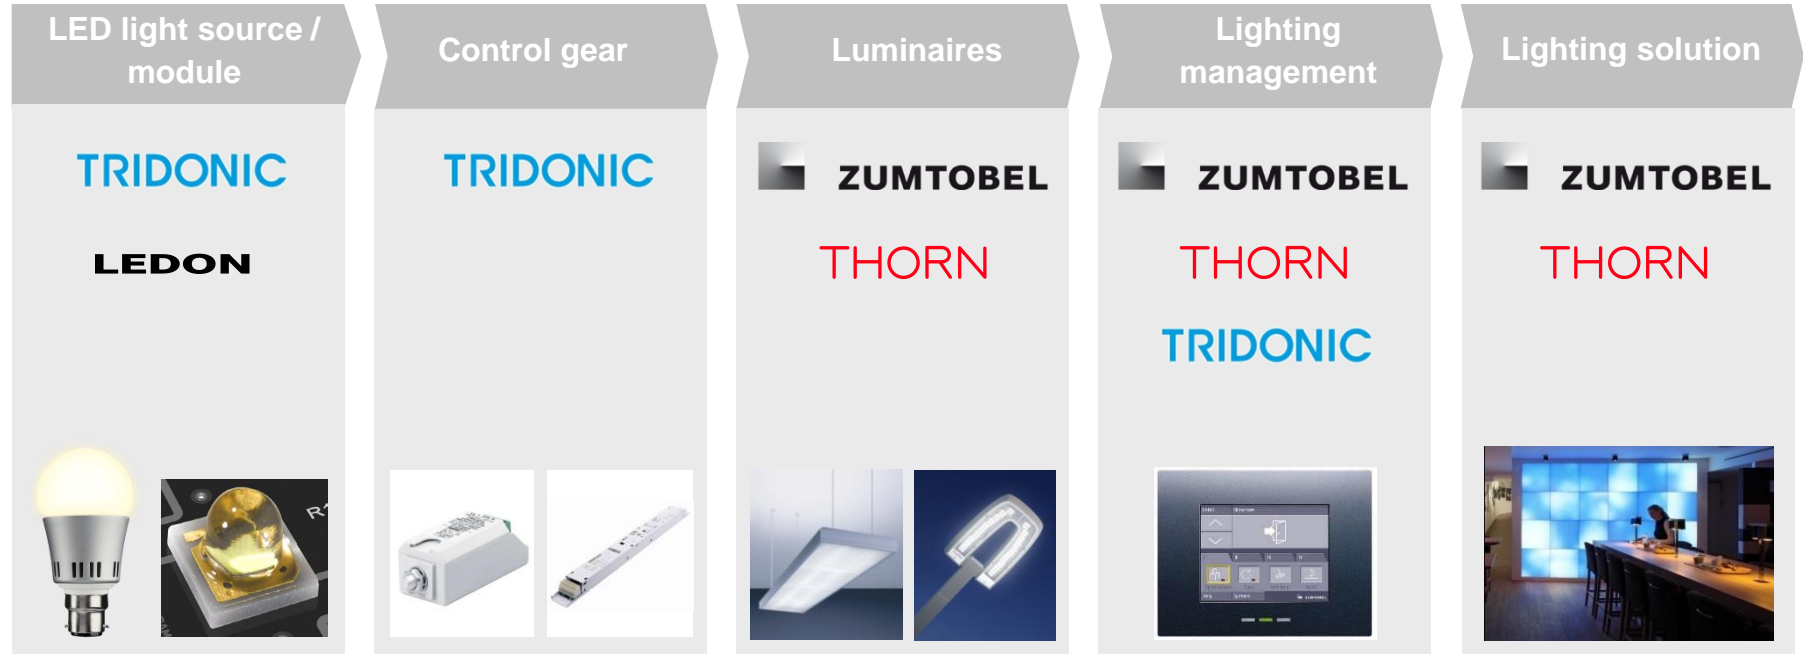 LED light source /
module
Control gear
Luminaires
Lighting
management
Lighting solution
TRIDONIC
LEDON
TRIDONIC
ZUMTOBEL
THORN
ZUMTOBEL
THORN
TRIDONIC
ZUMTOBEL
THORN